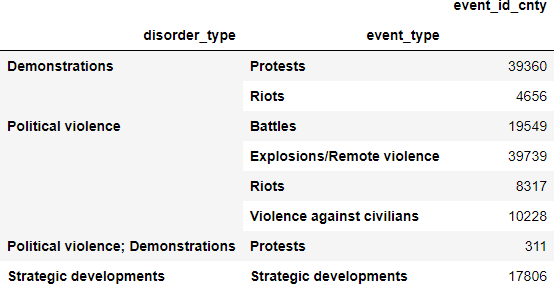 event_id_cnty
disorder_type event_type
Demonstrations Protests 39360
Riots 4656
Political violence Battles 19549
Explosions/Remote violence 39739
Riots 8317
Violence against civilians 10228
Political violence; Demonstrations Protests 311
Strategic developments Strategic developments 17806